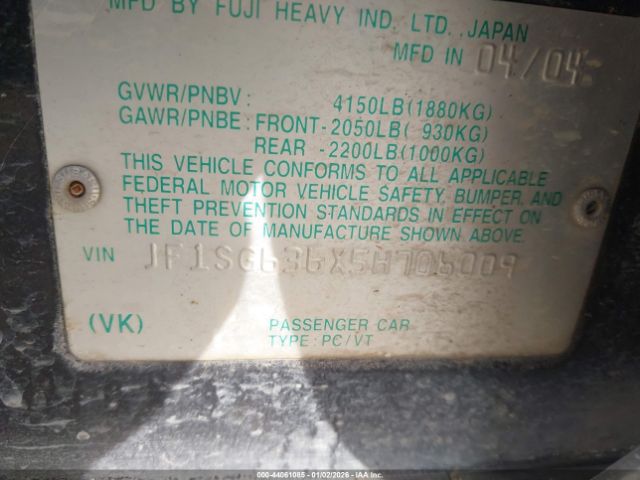 MFD BY FUJI HEAVY IND. LTD. JAPAN
MFD IN 04/04
GVWR/PNBV : 4150LB(1880KG)
GAWR/PNBE : FRONT-2050LB( 930KG)
REAR -2200LB(1000KG)
THIS VEHICLE CONFORMS TO ALL APPLICABLE
FEDERAL MOTOR VEHICLE SAFETY, BUMPER, AND
THEFT PREVENTION STANDARDS IN EFFECT ON
THE DATE OF MANUFACTURE SHOWN ABOVE.
VIN JF1SG636X5H706009
(VK) PASSENGER CAR
TYPE : PC/VT
000-44061085 - 01/02/2026 - IAAI.COM